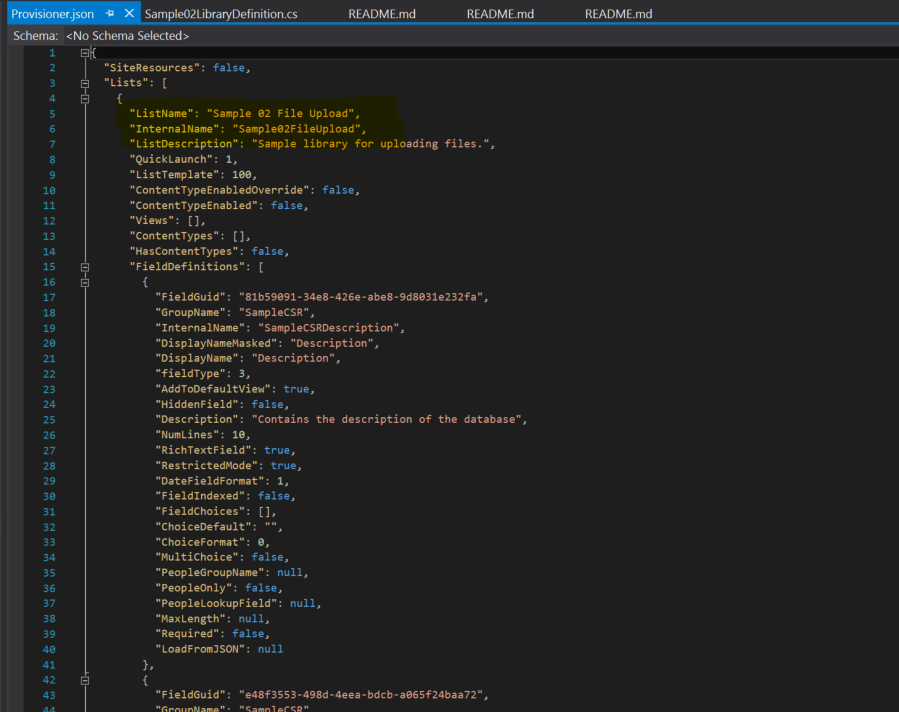 Provisioner.json Sample02LibraryDefinition.cs README.md README.md README.md
Schema: <No Schema Selected>
1 {
2 "SiteResources": false,
3 "Lists": [
4 {
5 "ListName": "Sample 02 File Upload",
6 "InternalName": "Sample02FileUpload",
7 "ListDescription": "Sample library for uploading files.",
8 "QuickLaunch": 1,
9 "ListTemplate": 100,
10 "ContentTypeEnabledOverride": false,
11 "ContentTypeEnabled": false,
12 "Views": [],
13 "ContentTypes": [],
14 "HasContentTypes": false,
15 "FieldDefinitions": [
16 {
17 "FieldGuid": "81b59091-34e8-426e-abe8-9d8031e232fa",
18 "GroupName": "SampleCSR",
19 "InternalName": "SampleCSRDescription",
20 "DisplayNameMasked": "Description",
21 "DisplayName": "Description",
22 "fieldType": 3,
23 "AddToDefaultView": true,
24 "HiddenField": false,
25 "Description": "Contains the description of the database",
26 "NumLines": 10,
27 "RichTextField": true,
28 "RestrictedMode": true,
29 "DateFieldFormat": 1,
30 "FieldIndexed": false,
31 "FieldChoices": [],
32 "ChoiceDefault": "",
33 "ChoiceFormat": 0,
34 "MultiChoice": false,
35 "PeopleGroupName": null,
36 "PeopleOnly": false,
37 "PeopleLookupField": null,
38 "MaxLength": null,
39 "Required": false,
40 "LoadFromJSON": null
41 },
42 {
43 "FieldGuid": "e48f3553-498d-4eea-bdcb-a065f24baa72",
44 "GroupName": "SampleCSR"